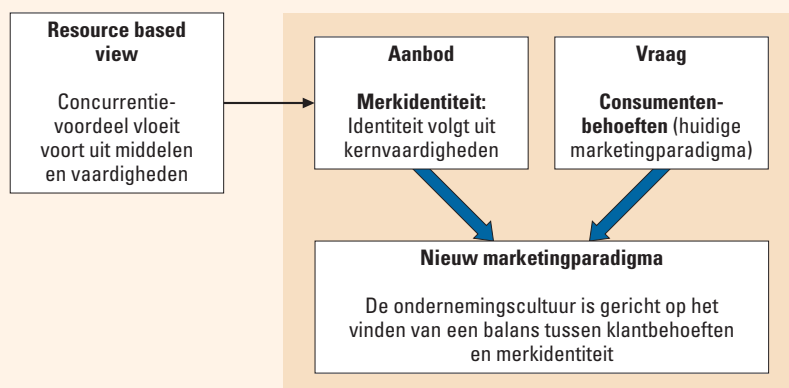 Resource based
view
Concurrentie-
voordeel vloeit
voort uit middelen
en vaardigheden
Aanbod
Merkidentiteit:
Identiteit volgt uit
kernvaardigheden
Vraag
Consumenten-
behoeften (huidige
marketingparadigma)
Nieuw marketingparadigma
De ondernemingscultuur is gericht op het
vinden van een balans tussen klantbehoeften
en merkidentiteit